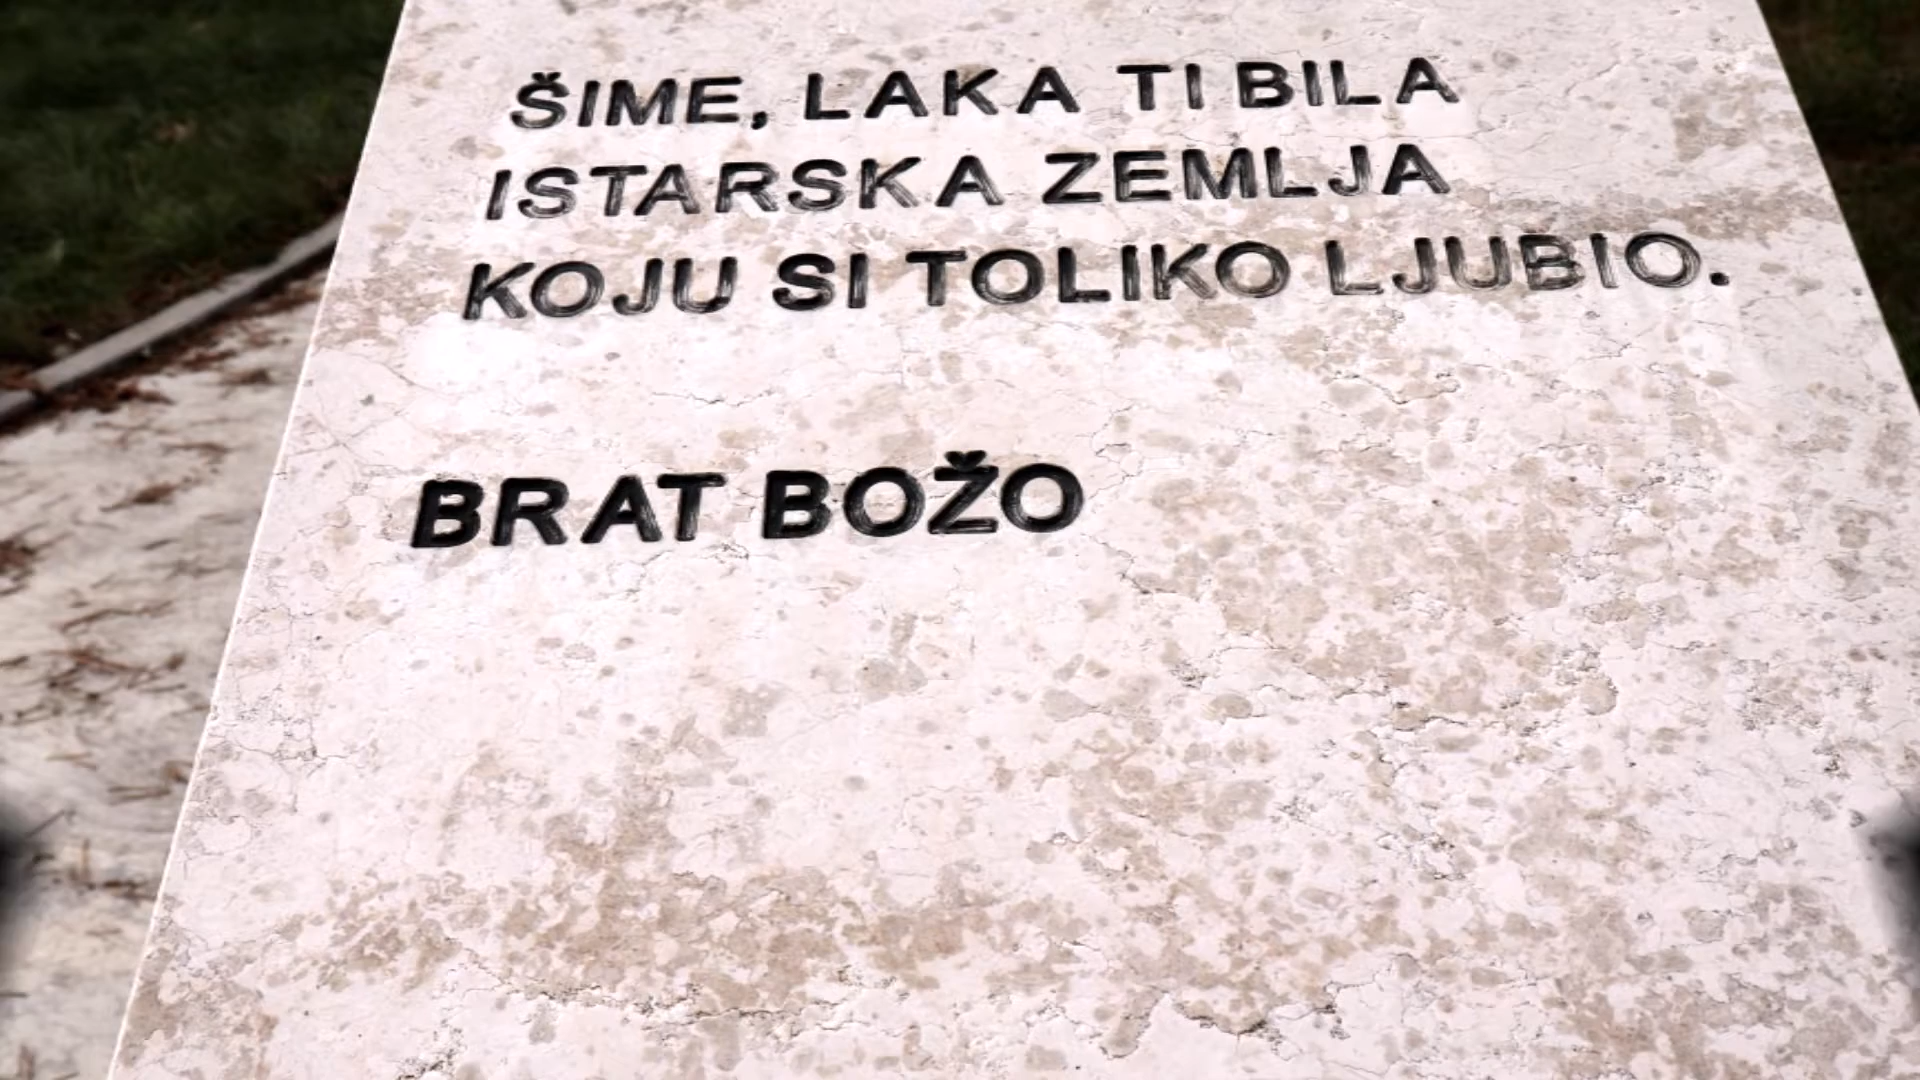 ŠIME, LAKA TI BILA
ISTARSKA ZEMLJA
KOJU SI TOLIKO LJUBIO.
BRAT BOŽO